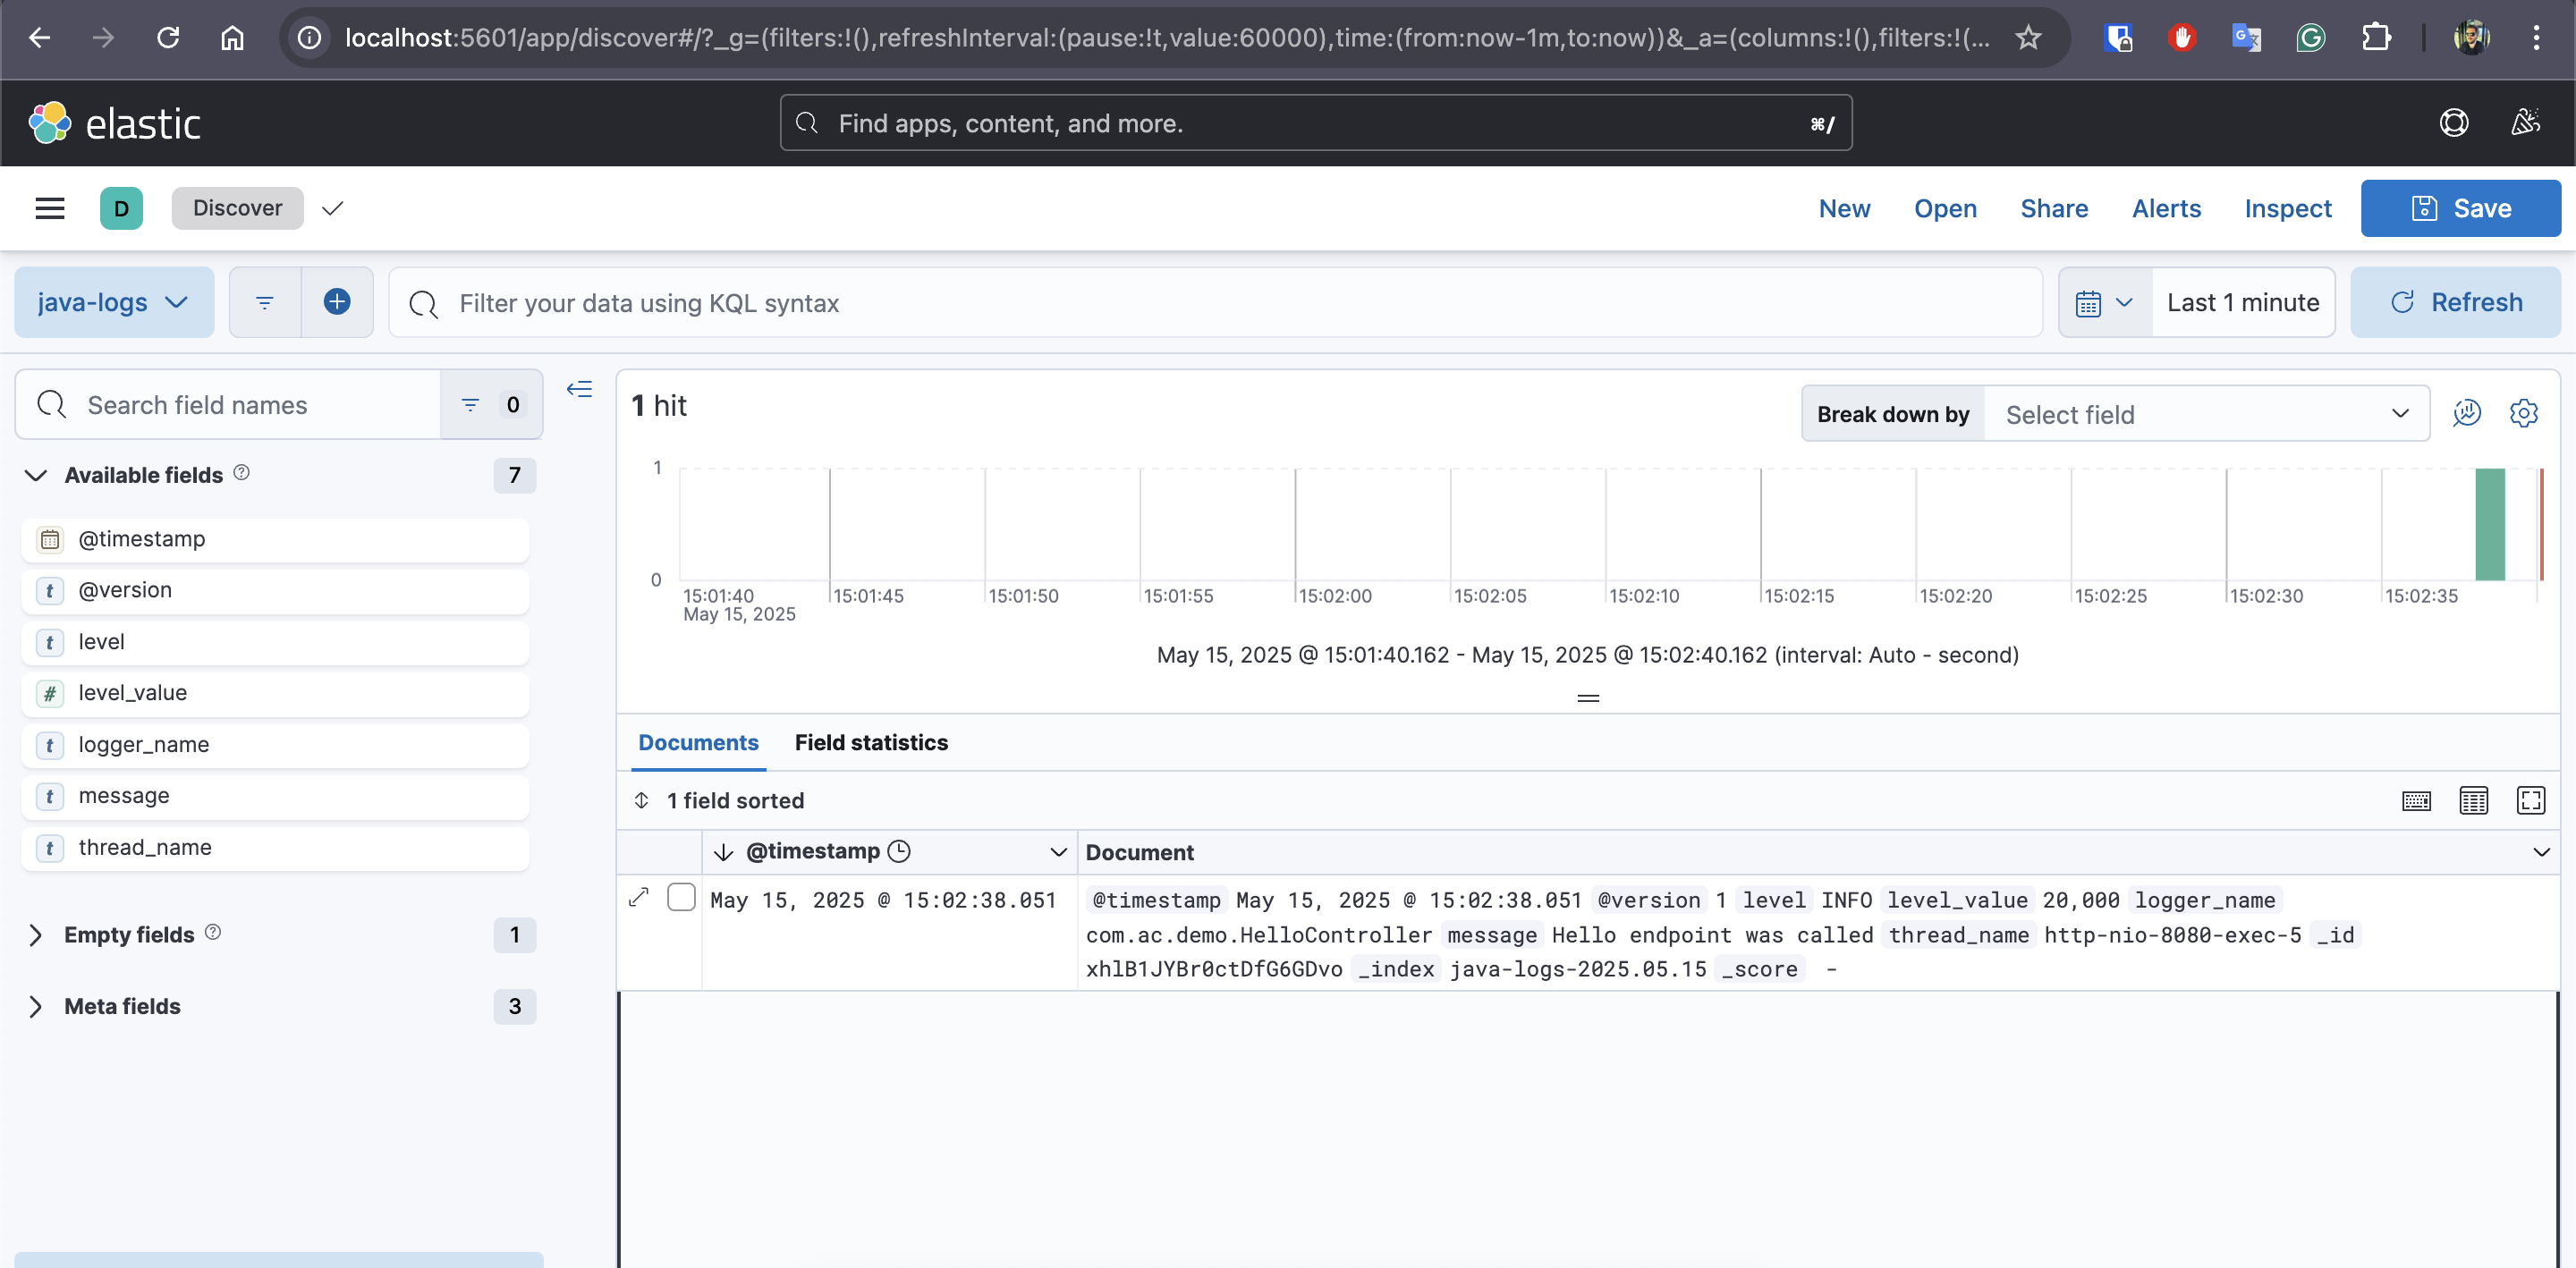 localhost:5601/app/discover#/?_g=(filters:!(),refreshInterval:(pause:!t,value:60000),time:(from:now-1m,to:now))&_a=(columns:!(),filters:!(...
elastic
Find apps, content, and more.
⌘/
D
Discover
New
Open
Share
Alerts
Inspect
Save
java-logs
Filter your data using KQL syntax
Last 1 minute
Refresh
Search field names
0
1 hit
Break down by
Select field
Available fields
7
@timestamp
t @version
t level
# level_value
t logger_name
t message
t thread_name
Empty fields
1
Meta fields
3
1
0
15:01:40 15:01:45 15:01:50 15:01:55 15:02:00 15:02:05 15:02:10 15:02:15 15:02:20 15:02:25 15:02:30 15:02:35
May 15, 2025
May 15, 2025 @ 15:01:40.162 - May 15, 2025 @ 15:02:40.162 (interval: Auto - second)
Documents
Field statistics
1 field sorted
@timestamp
Document
May 15, 2025 @ 15:02:38.051
@timestamp May 15, 2025 @ 15:02:38.051 @version 1 level INFO level_value 20,000 logger_name
com.ac.demo.HelloController message Hello endpoint was called thread_name http-nio-8080-exec-5 _id
xhlB1JYBr0ctDfG6GDvo _index java-logs-2025.05.15 _score -